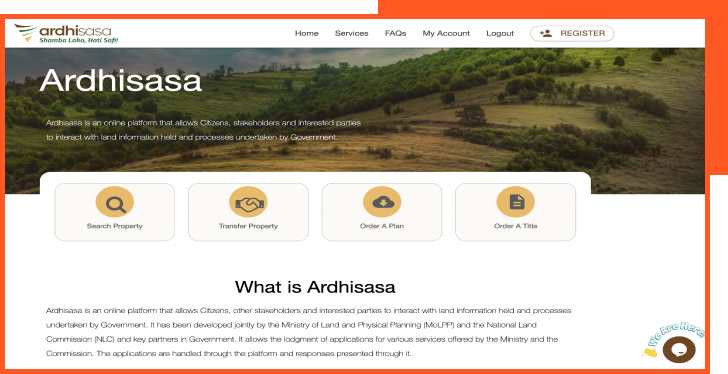 ardhisasa
Shamba Lako, Hati Safi!
Home Services FAQs My Account Logout REGISTER
Ardhisasa
Ardhisasa is an online platform that allows Citizens, stakeholders and interested parties
to interact with land information held and processes undertaken by Government.
Search Property Transfer Property Order A Plan Order A Title
What is Ardhisasa
Ardhisasa is an online platform that allows Citizens, other stakeholders and interested parties to interact with land information held and processes
undertaken by Government. It has been developed jointly by the Ministry of Land and Physical Planning (MoLPP) and the National Land
Commission (NLC) and key partners in Government. It allows the lodgment of applications for various services offered by the Ministry and the
Commission. The applications are handled through the platform and responses presented through it.
We Are Here!